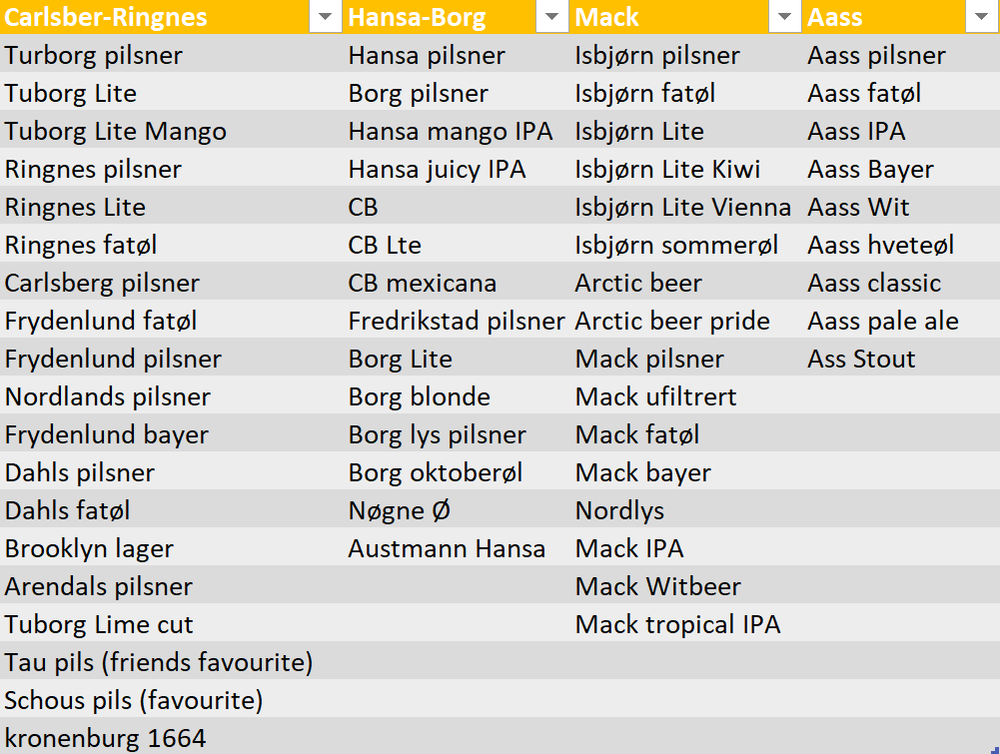 Carlsber-Ringnes Hansa-Borg Mack Aass
Turborg pilsner Hansa pilsner Isbjørn pilsner Aass pilsner
Tuborg Lite Borg pilsner Isbjørn fatøl Aass fatøl
Tuborg Lite Mango Hansa mango IPA Isbjørn Lite Aass IPA
Ringnes pilsner Hansa juicy IPA Isbjørn Lite Kiwi Aass Bayer
Ringnes Lite CB Isbjørn Lite Vienna Aass Wit
Ringnes fatøl CB Lte Isbjørn sommerøl Aass hveteøl
Carlsberg pilsner CB mexicana Arctic beer Aass classic
Frydenlund fatøl Fredrikstad pilsner Arctic beer pride Aass pale ale
Frydenlund pilsner Borg Lite Mack pilsner Ass Stout
Nordlands pilsner Borg blonde Mack ufiltrert
Frydenlund bayer Borg lys pilsner Mack fatøl
Dahls pilsner Borg oktoberøl Mack bayer
Dahls fatøl Nøgne Ø Nordlys
Brooklyn lager Austmann Hansa Mack IPA
Arendals pilsner Mack Witbeer
Tuborg Lime cut Mack tropical IPA
Tau pils (friends favourite)
Schous pils (favourite)
kronenburg 1664